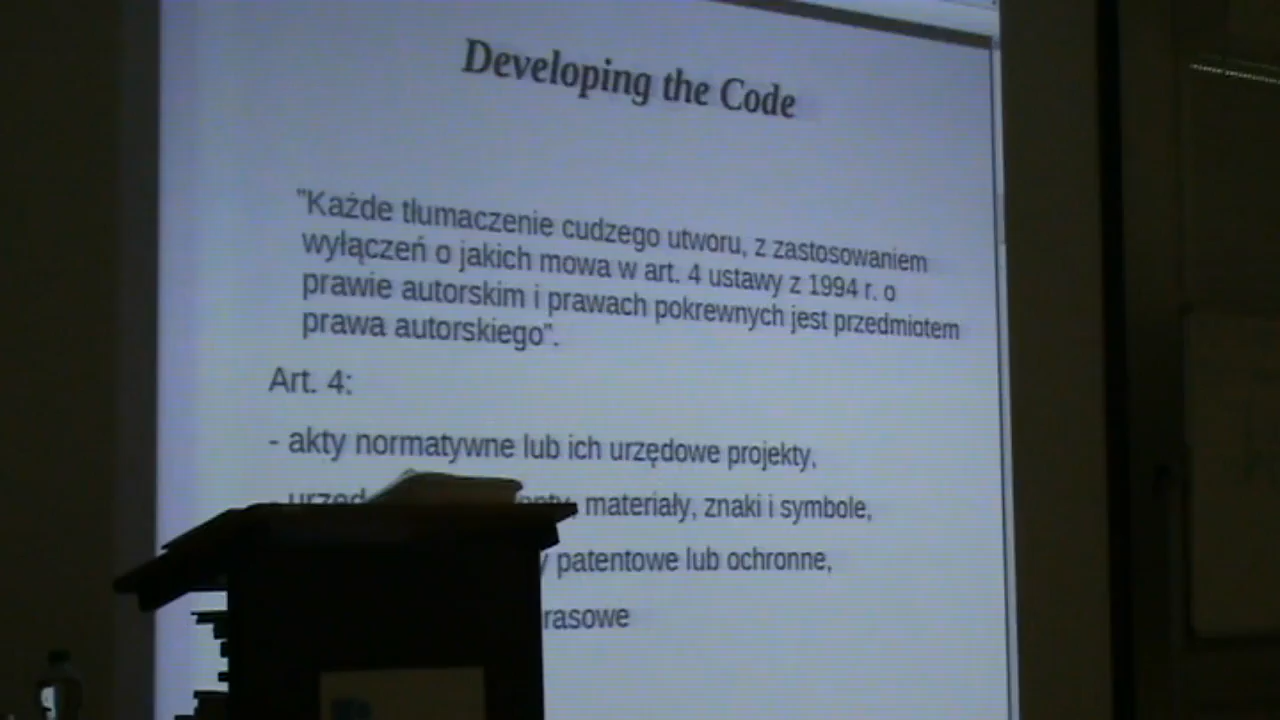 Developing the Code
"Każde tłumaczenie cudzego utworu, z zastosowaniem
wyłączeń o jakich mowa w art. 4 ustawy z 1994 r. o
prawie autorskim i prawach pokrewnych jest przedmiotem
prawa autorskiego".
Art. 4:
- akty normatywne lub ich urzędowe projekty,
materiały, znaki i symbole,
patentowe lub ochronne,